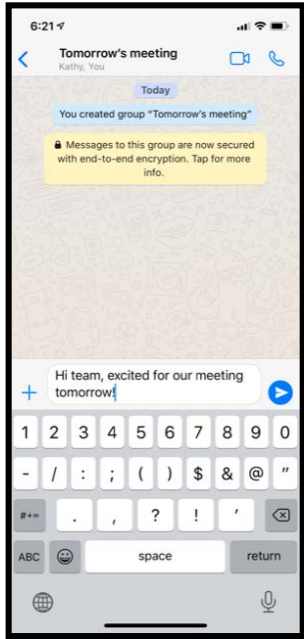 6:21
Tomorrow's meeting
Kathy, You
Today
You created group "Tomorrow's meeting"
Messages to this group are now secured
with end-to-end encryption. Tap for more
info.
Hi team, excited for our meeting
tomorrow!
1 2 3 4 5 6 7 8 9 0
- / : ; ( ) $ & @ "
#+= . , ? ! '
ABC space return